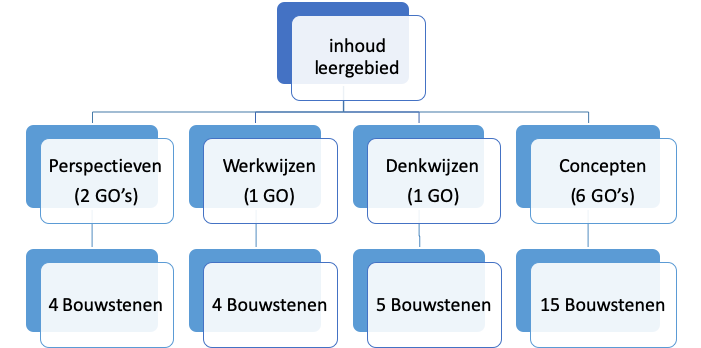 inhoud
leergebied
Perspectieven
(2 GO's)
Werkwijzen
(1 GO)
Denkwijzen
(1 GO)
Concepten
(6 GO's)
4 Bouwstenen
4 Bouwstenen
5 Bouwstenen
15 Bouwstenen